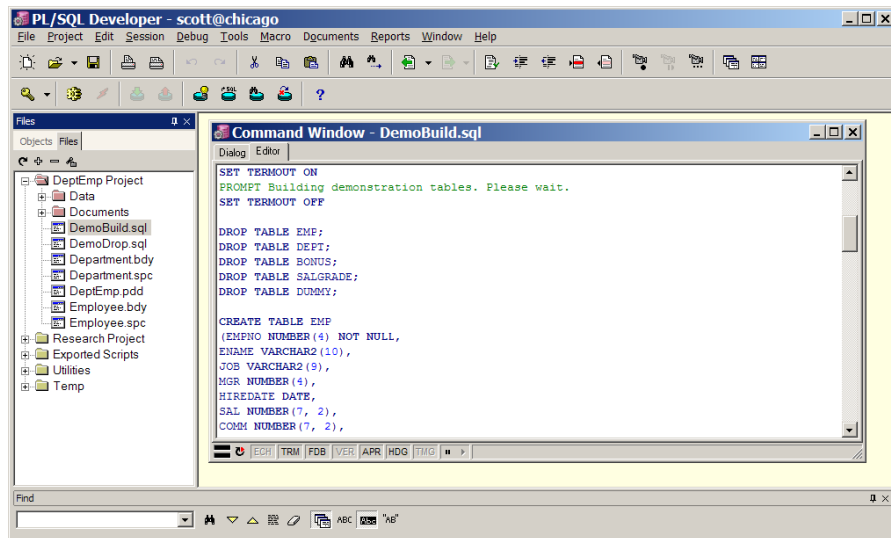 PL/SQL Developer - scott@chicago
File Project Edit Session Debug Tools Macro Documents Reports Window Help
SQL
?
Files
Objects Files
DeptEmp Project
Data
Documents
DemoBuild.sql
DemoDrop.sql
Department.bdy
Department.spc
DeptEmp.pdd
Employee.bdy
Employee.spc
Research Project
Exported Scripts
Utilities
Temp
Command Window - DemoBuild.sql
Dialog Editor
SET TERMOUT ON
PROMPT Building demonstration tables. Please wait.
SET TERMOUT OFF
DROP TABLE EMP;
DROP TABLE DEPT;
DROP TABLE BONUS;
DROP TABLE SALGRADE;
DROP TABLE DUMMY;
CREATE TABLE EMP
(EMPNO NUMBER(4) NOT NULL,
ENAME VARCHAR2(10),
JOB VARCHAR2(9),
MGR NUMBER(4),
HIREDATE DATE,
SAL NUMBER(7, 2),
COMM NUMBER(7, 2),
ECH TRM FDB VER APR HDG TMG
Find
ABC "AB"